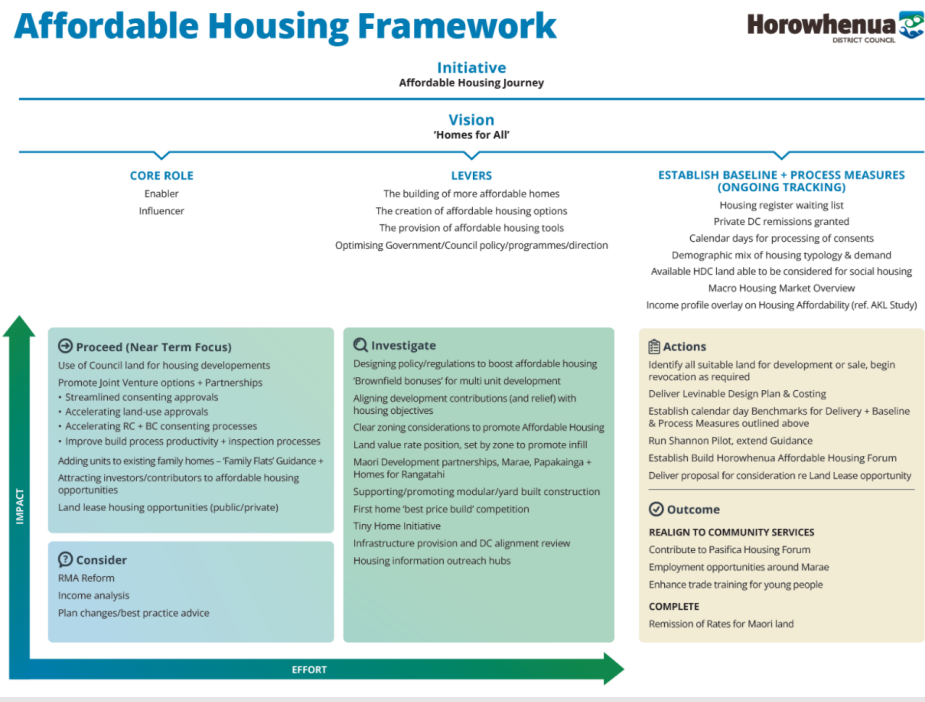 Affordable Housing Framework
Horowhenua
DISTRICT COUNCIL
Initiative
Affordable Housing Journey
Vision
‘Homes for All’
CORE ROLE
Enabler
Influencer
LEVERS
The building of more affordable homes
The creation of affordable housing options
The provision of affordable housing tools
Optimising Government/Council policy/programmes/direction
ESTABLISH BASELINE + PROCESS MEASURES
(ONGOING TRACKING)
Housing register waiting list
Private DC remissions granted
Calendar days for processing of consents
Demographic mix of housing typology & demand
Available HDC land able to be considered for social housing
Macro Housing Market Overview
Income profile overlay on Housing Affordability (ref. AKL Study)
IMPACT
Proceed (Near Term Focus)
Use of Council land for housing developements
Promote Joint Venture options + Partnerships
• Streamlined consenting approvals
• Accelerating land-use approvals
• Accelerating RC + BC consenting processes
• Improve build process productivity + inspection processes
Adding units to existing family homes – ‘Family Flats’ Guidance +
Attracting investors/contributors to affordable housing
opportunities
Land lease housing opportunities (public/private)
Consider
RMA Reform
Income analysis
Plan changes/best practice advice
Investigate
Designing policy/regulations to boost affordable housing
‘Brownfield bonuses’ for multi unit development
Aligning development contributions (and relief) with
housing objectives
Clear zoning considerations to promote Affordable Housing
Land value rate position, set by zone to promote infill
Maori Development partnerships, Marae, Papakainga +
Homes for Rangatahi
Supporting/promoting modular/yard built construction
First home ‘best price build’ competition
Tiny Home Initiative
Infrastructure provision and DC alignment review
Housing information outreach hubs
Actions
Identify all suitable land for development or sale, begin
revocation as required
Deliver Levinable Design Plan & Costing
Establish calendar day Benchmarks for Delivery + Baseline
& Process Measures outlined above
Run Shannon Pilot, extend Guidance
Establish Build Horowhenua Affordable Housing Forum
Deliver proposal for consideration re Land Lease opportunity
Outcome
REALIGN TO COMMUNITY SERVICES
Contribute to Pasifica Housing Forum
Employment opportunities around Marae
Enhance trade training for young people
COMPLETE
Remission of Rates for Maori land
EFFORT